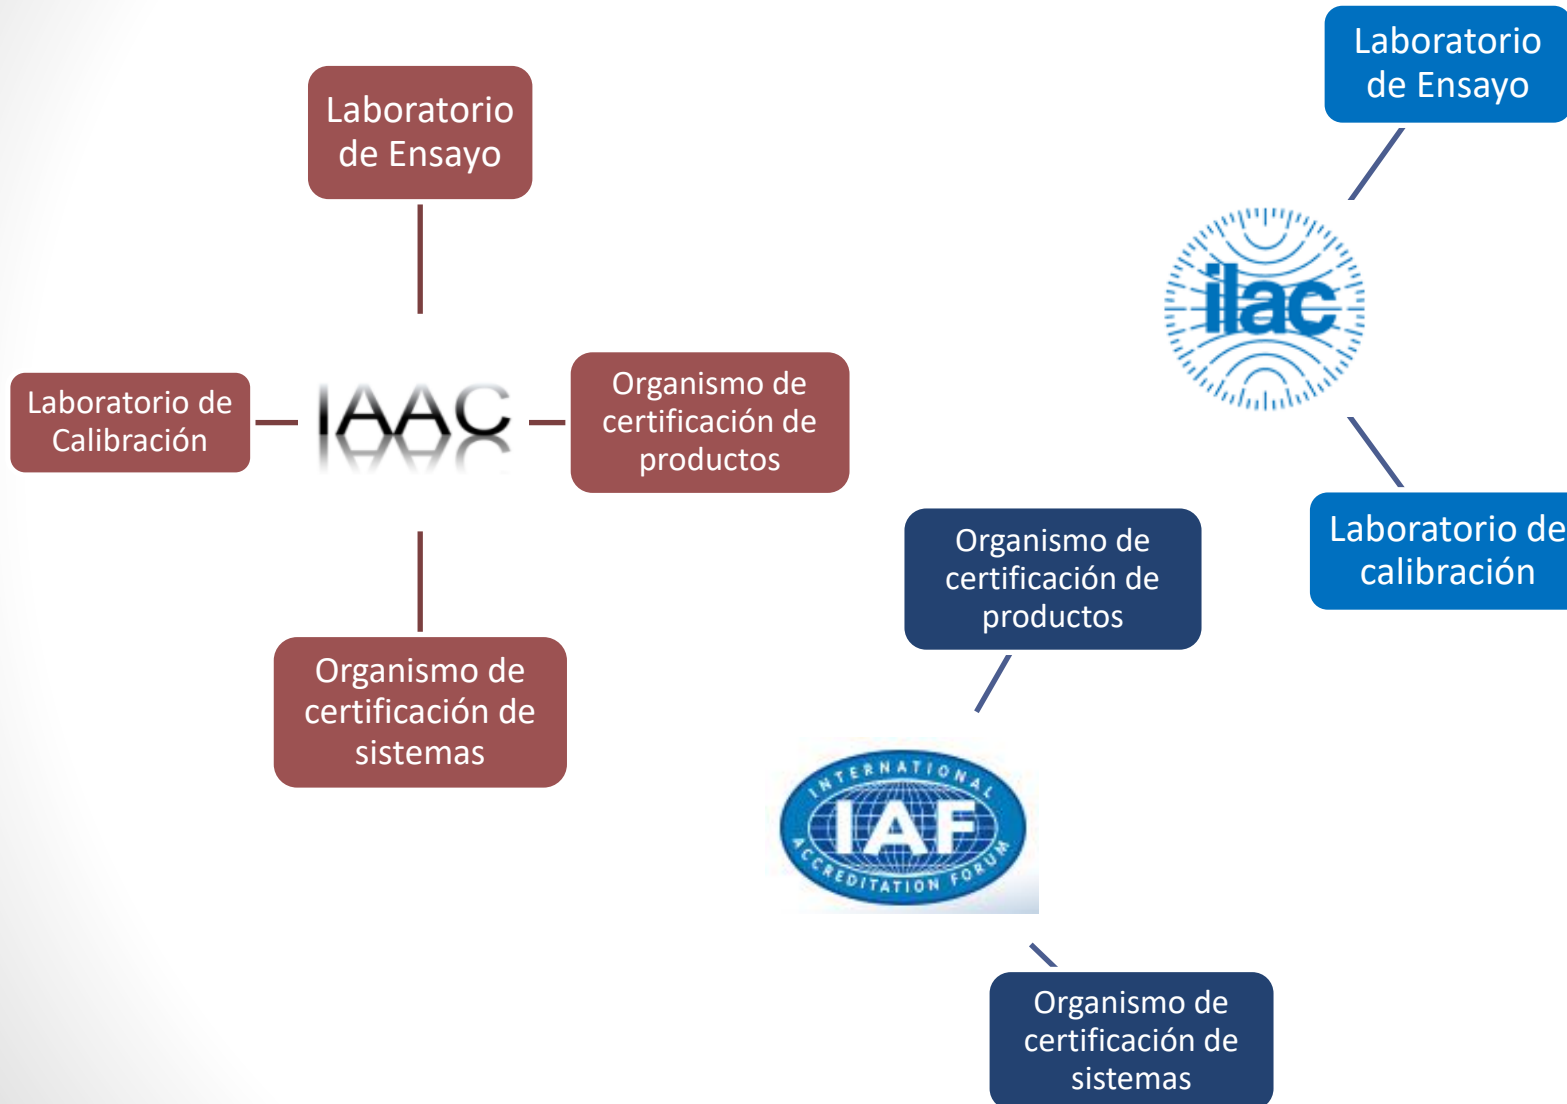 Laboratorio
de Ensayo
Laboratorio de
Calibración
IAAC
Organismo de
certificación de
productos
Organismo de
certificación de
sistemas
Laboratorio
de Ensayo
ilac
Laboratorio de
calibración
Organismo de
certificación de
productos
INTERNATIONAL
IAF
ACCREDITATION FORUM
Organismo de
certificación de
sistemas